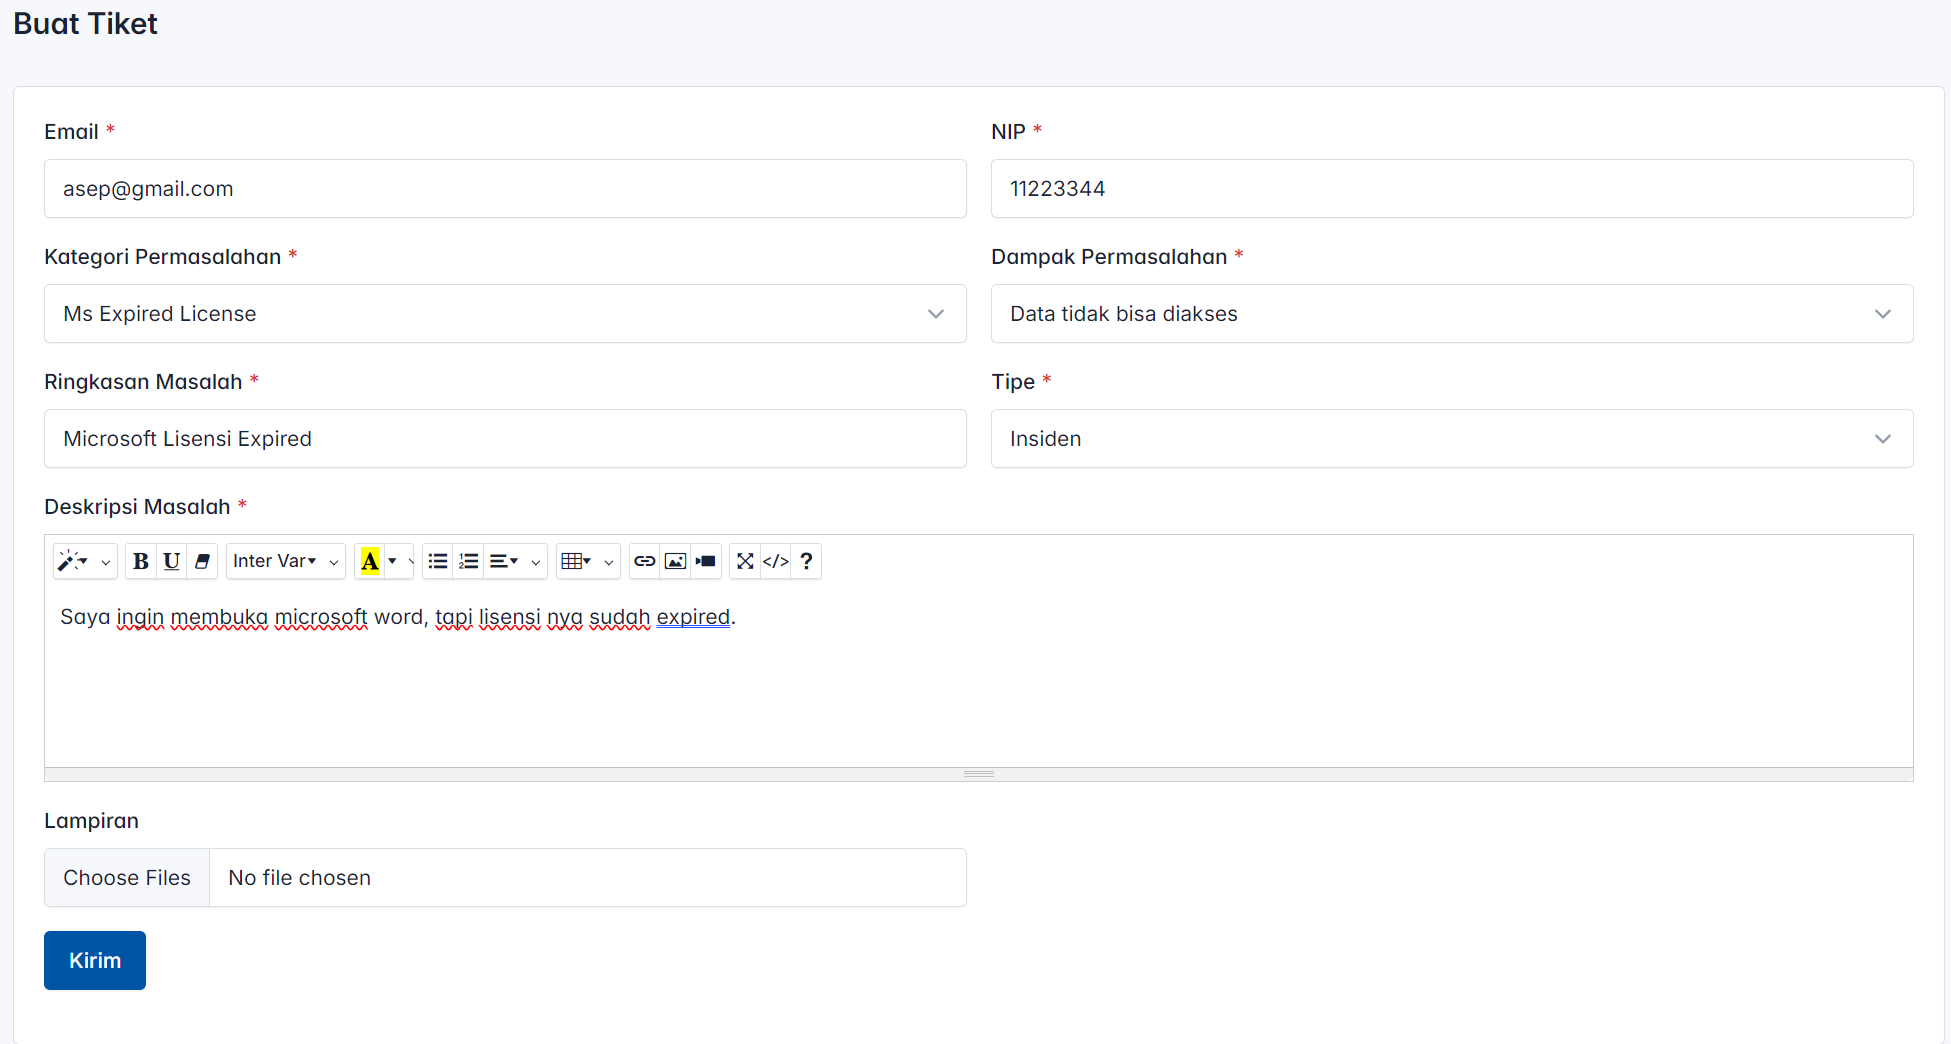 Buat Tiket
Email *
NIP *
asep@gmail.com
11223344
Kategori Permasalahan *
Dampak Permasalahan *
Ms Expired License
Data tidak bisa diakses
Ringkasan Masalah *
Tipe *
Microsoft Lisensi Expired
Insiden
Deskripsi Masalah *
B U Inter Var A </> ?
Saya ingin membuka microsoft word, tapi lisensi nya sudah expired.
Lampiran
Choose Files No file chosen
Kirim